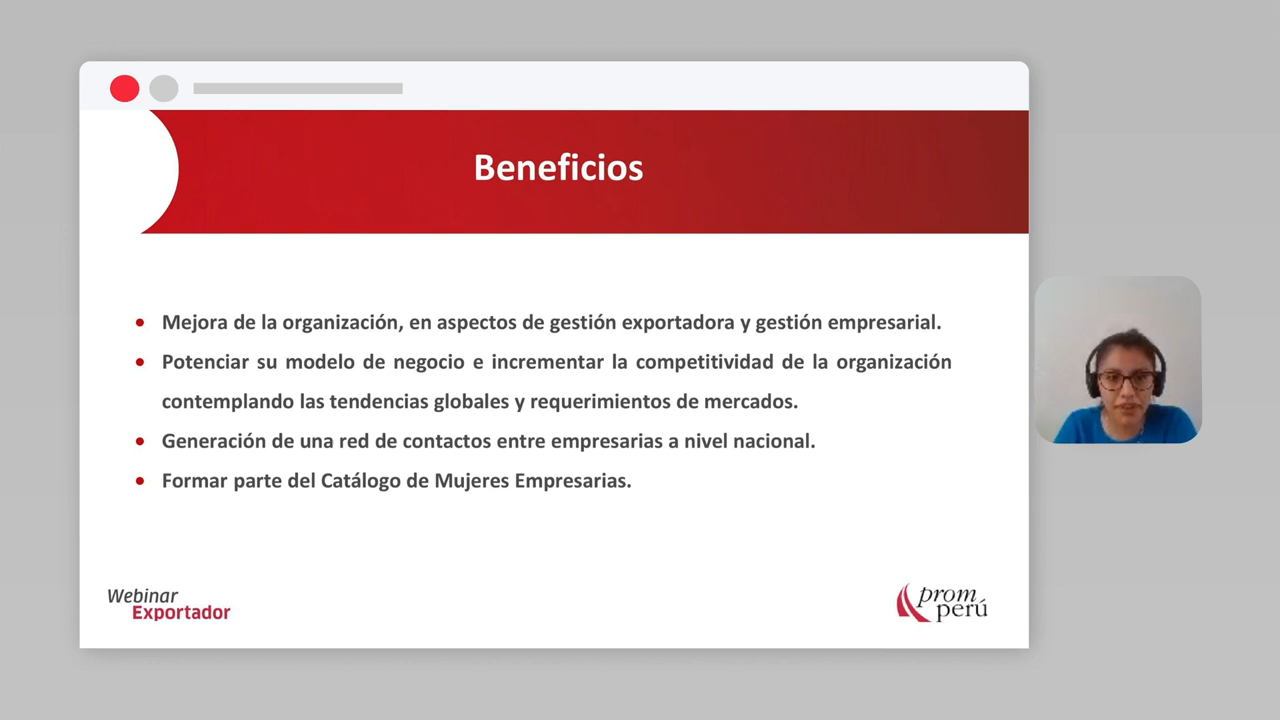 Beneficios
• Mejora de la organización, en aspectos de gestión exportadora y gestión empresarial.
• Potenciar su modelo de negocio e incrementar la competitividad de la organización
contemplando las tendencias globales y requerimientos de mercados.
• Generación de una red de contactos entre empresarias a nivel nacional.
• Formar parte del Catálogo de Mujeres Empresarias.
Webinar
Exportador
prom
perú